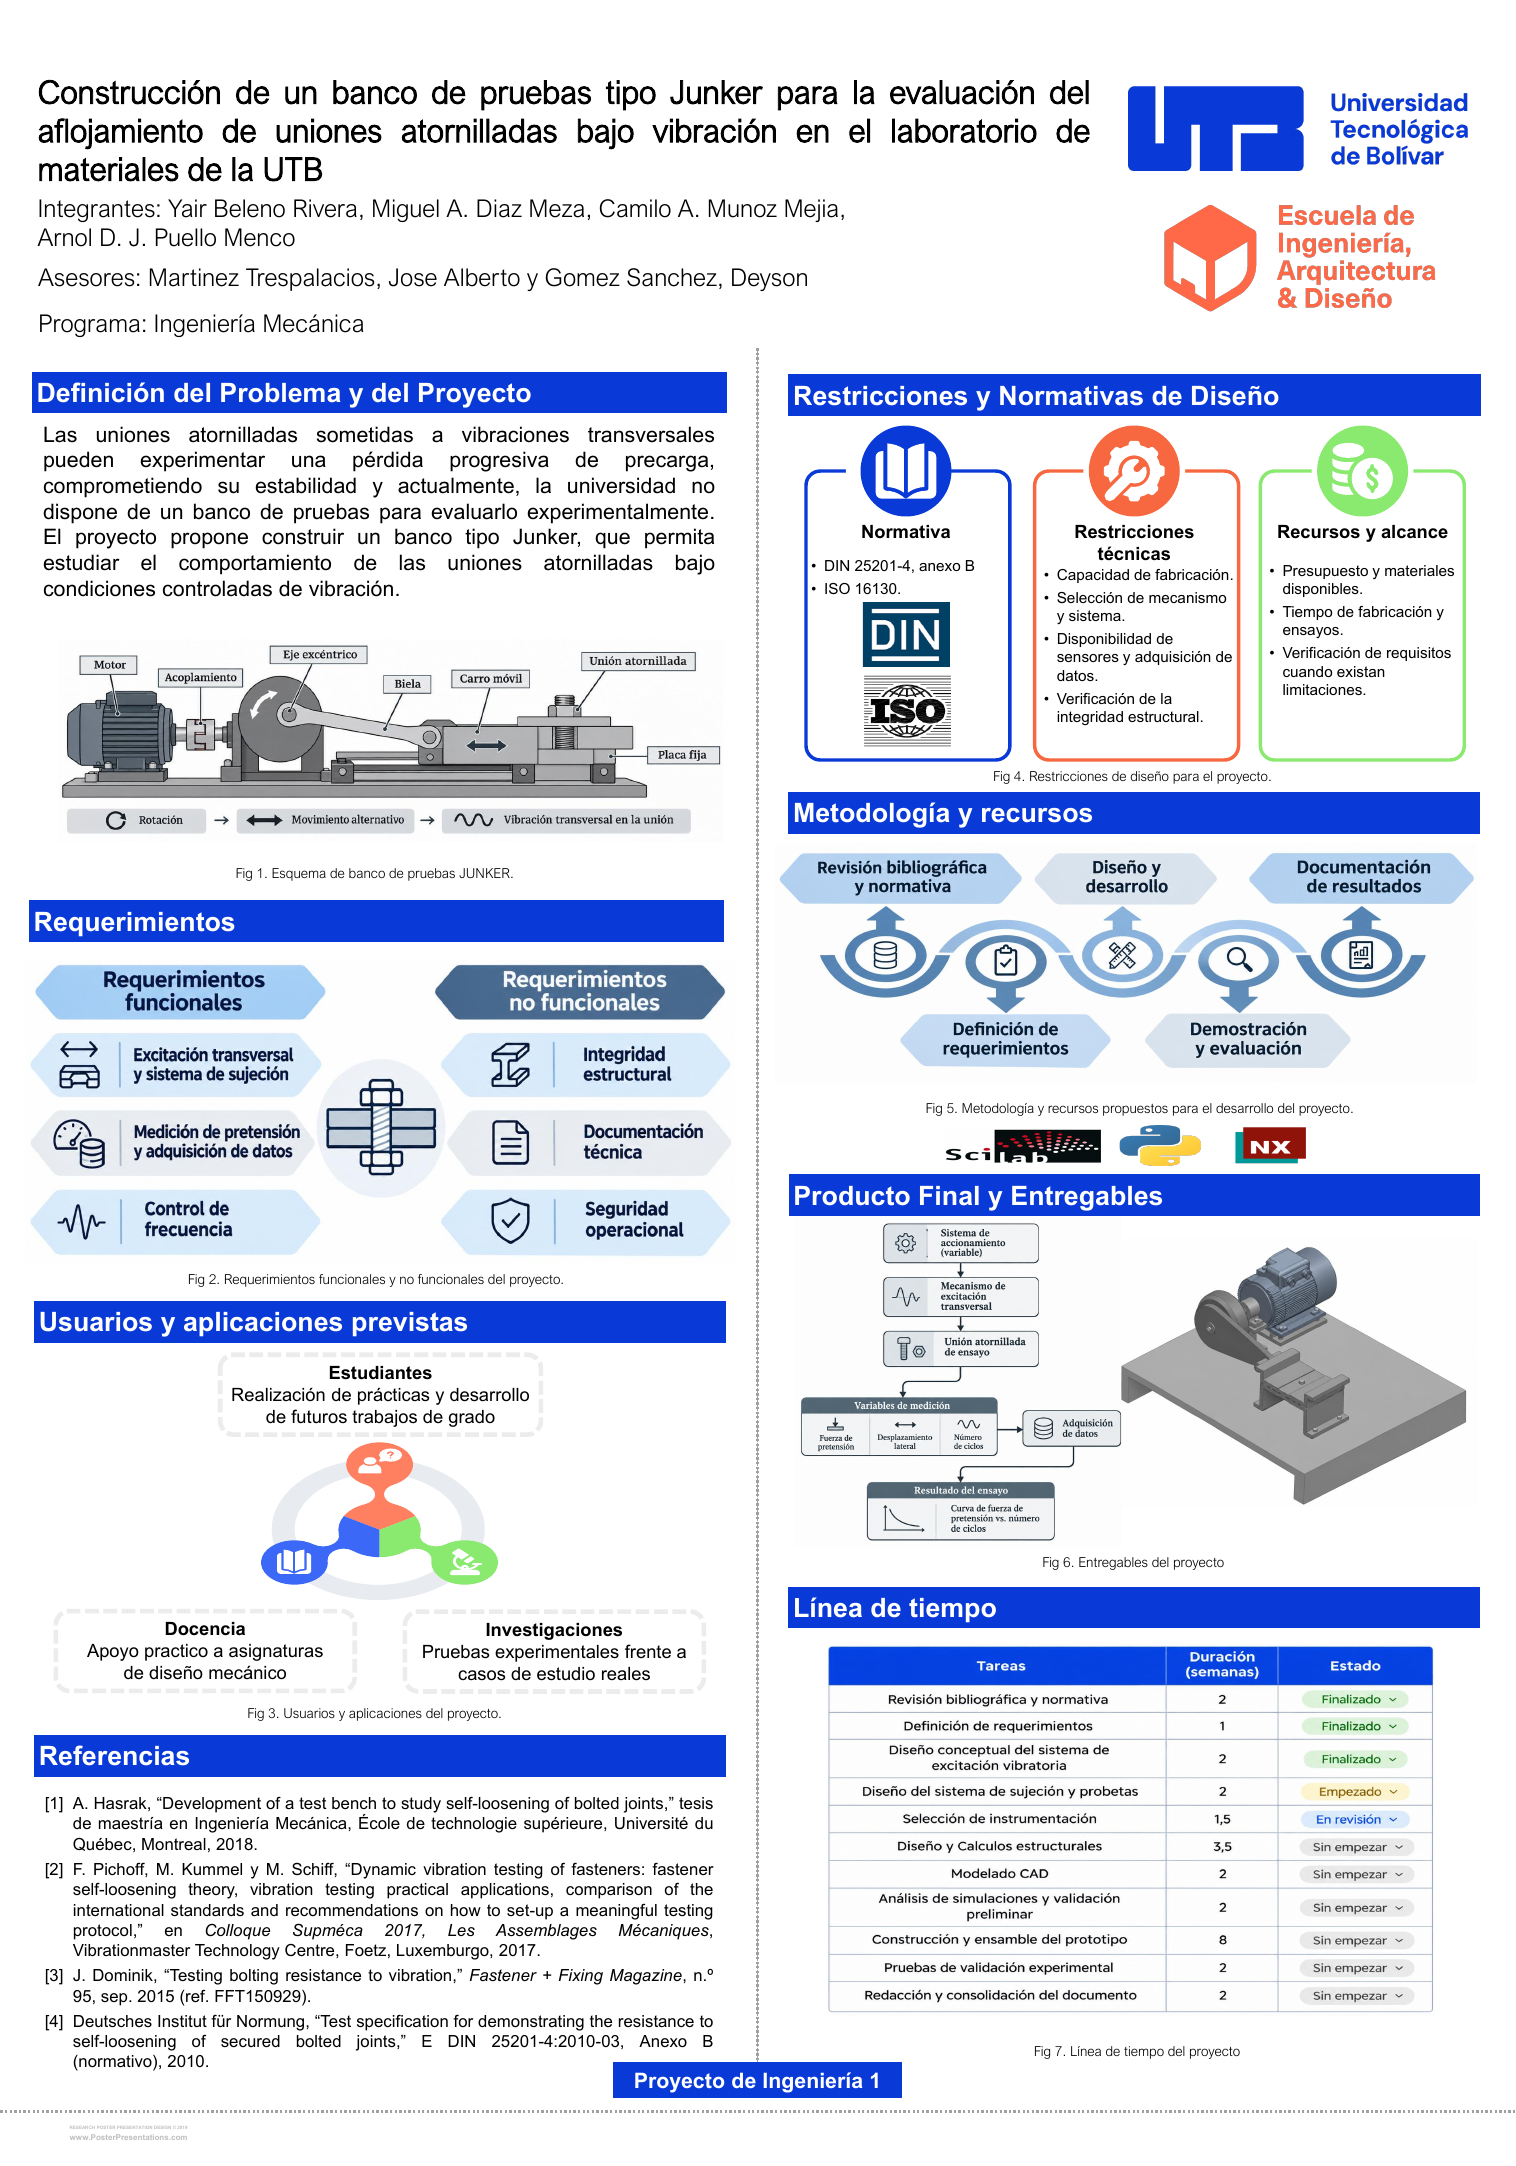 Construcción de un banco de pruebas tipo Junker para la evaluación del
aflojamiento de uniones atornilladas bajo vibración en el laboratorio de
materiales de la UTB
Integrantes: Yair Beleno Rivera, Miguel A. Diaz Meza, Camilo A. Munoz Mejia,
Arnol D. J. Puello Menco
Asesores: Martinez Trespalacios, Jose Alberto y Gomez Sanchez, Deyson
Programa: Ingeniería Mecánica
UTB
Universidad
Tecnológica
de Bolívar
Escuela de
Ingeniería,
Arquitectura
& Diseño
Definición del Problema y del Proyecto
Las uniones atornilladas sometidas a vibraciones transversales
pueden experimentar una pérdida progresiva de precarga,
comprometiendo su estabilidad y actualmente, la universidad no
dispone de un banco de pruebas para evaluarlo experimentalmente.
El proyecto propone construir un banco tipo Junker, que permita
estudiar el comportamiento de las uniones atornilladas bajo
condiciones controladas de vibración.
Motor
Acoplamiento
Eje excéntrico
Biela
Carro móvil
Unión atornillada
Placa fija
Rotación
Movimiento alternativo
Vibración transversal en la unión
Fig 1. Esquema de banco de pruebas JUNKER.
Requerimientos
Requerimientos
funcionales
Excitación transversal
y sistema de sujeción
Medición de pretensión
y adquisición de datos
Control de
frecuencia
Requerimientos
no funcionales
Integridad
estructural
Documentación
técnica
Seguridad
operacional
Fig 2. Requerimientos funcionales y no funcionales del proyecto.
Usuarios y aplicaciones previstas
Estudiantes
Realización de prácticas y desarrollo
de futuros trabajos de grado
?
Docencia
Apoyo practico a asignaturas
de diseño mecánico
Investigaciones
Pruebas experimentales frente a
casos de estudio reales
Fig 3. Usuarios y aplicaciones del proyecto.
Referencias
[1] A. Hasrak, “Development of a test bench to study self-loosening of bolted joints,” tesis
de maestría en Ingeniería Mecánica, École de technologie supérieure, Université du
Québec, Montreal, 2018.
[2] F. Pichoff, M. Kummel y M. Schiff, “Dynamic vibration testing of fasteners: fastener
self-loosening theory, vibration testing practical applications, comparison of the
international standards and recommendations on how to set-up a meaningful testing
protocol,” en Colloque Supméca 2017, Les Assemblages Mécaniques,
Vibrationmaster Technology Centre, Foetz, Luxemburgo, 2017.
[3] J. Dominik, “Testing bolting resistance to vibration,” Fastener + Fixing Magazine, n.º
95, sep. 2015 (ref. FFT150929).
[4] Deutsches Institut für Normung, “Test specification for demonstrating the resistance to
self-loosening of secured bolted joints,” E DIN 25201-4:2010-03, Anexo B
(normativo), 2010.
Restricciones y Normativas de Diseño
Normativa
• DIN 25201-4, anexo B
• ISO 16130.
DIN
ISO
Restricciones
técnicas
• Capacidad de fabricación.
• Selección de mecanismo
y sistema.
• Disponibilidad de
sensores y adquisición de
datos.
• Verificación de la
integridad estructural.
$
Recursos y alcance
• Presupuesto y materiales
disponibles.
• Tiempo de fabricación y
ensayos.
• Verificación de requisitos
cuando existan
limitaciones.
Fig 4. Restricciones de diseño para el proyecto.
Metodología y recursos
Revisión bibliográfica
y normativa
Diseño y
desarrollo
Documentación
de resultados
Definición de
requerimientos
Demostración
y evaluación
Fig 5. Metodología y recursos propuestos para el desarrollo del proyecto.
SciLab
NX
Producto Final y Entregables
Sistema de
accionamiento
(variable)
Mecanismo de
excitación
transversal
Unión atornillada
de ensayo
Variables de medición
Fuerza de
pretensión
Desplazamiento
lateral
Número
de ciclos
Adquisición
de datos
Resultado del ensayo
Curva de fuerza de
pretensión vs. número
de ciclos
Fig 6. Entregables del proyecto
Línea de tiempo
Tareas Duración (semanas) Estado
Revisión bibliográfica y normativa 2 Finalizado
Definición de requerimientos 1 Finalizado
Diseño conceptual del sistema de
excitación vibratoria 2 Finalizado
Diseño del sistema de sujeción y probetas 2 Empezado
Selección de instrumentación 1,5 En revisión
Diseño y Calculos estructurales 3,5 Sin empezar
Modelado CAD 2 Sin empezar
Análisis de simulaciones y validación
preliminar 2 Sin empezar
Construcción y ensamble del prototipo 8 Sin empezar
Pruebas de validación experimental 2 Sin empezar
Redacción y consolidación del documento 2 Sin empezar
Fig 7. Línea de tiempo del proyecto
Proyecto de Ingeniería 1
RESEARCH POSTER PRESENTATION DESIGN © 2019
www.PosterPresentations.com